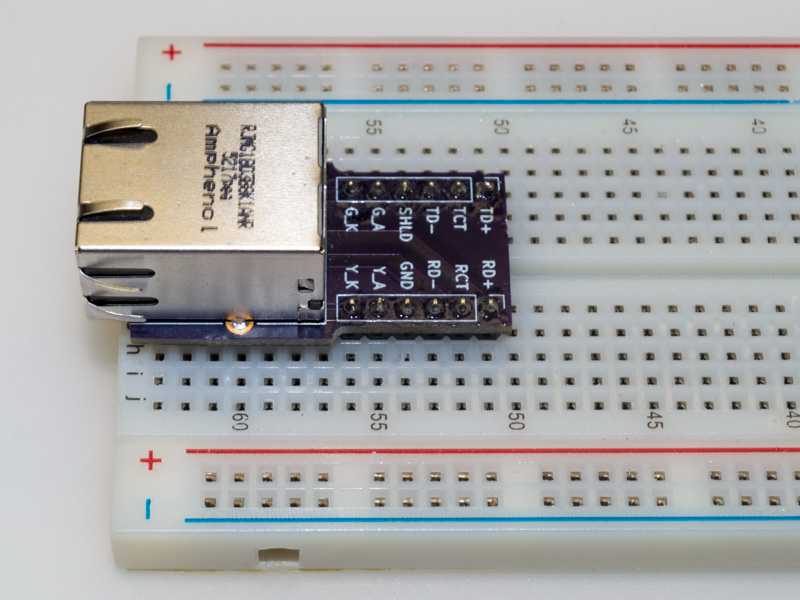 +
−
55
50
45
40
Amphenol
5217AW
G_K
G_A
SHLD
TD-
TCT
TD+
Y_K
Y_A
GND
RD-
RCT
RD+
h
i
j
60
55
50
45
40
+
−